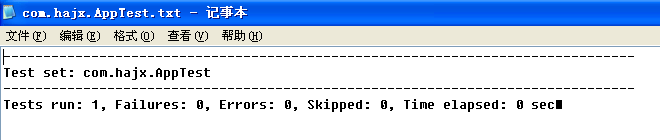 com.hajx.AppTest.txt - 记事本
文件(F) 编辑(E) 格式(O) 查看(V) 帮助(H)
-------------------------------------------------------------------------------
Test set: com.hajx.AppTest
-------------------------------------------------------------------------------
Tests run: 1, Failures: 0, Errors: 0, Skipped: 0, Time elapsed: 0 sec